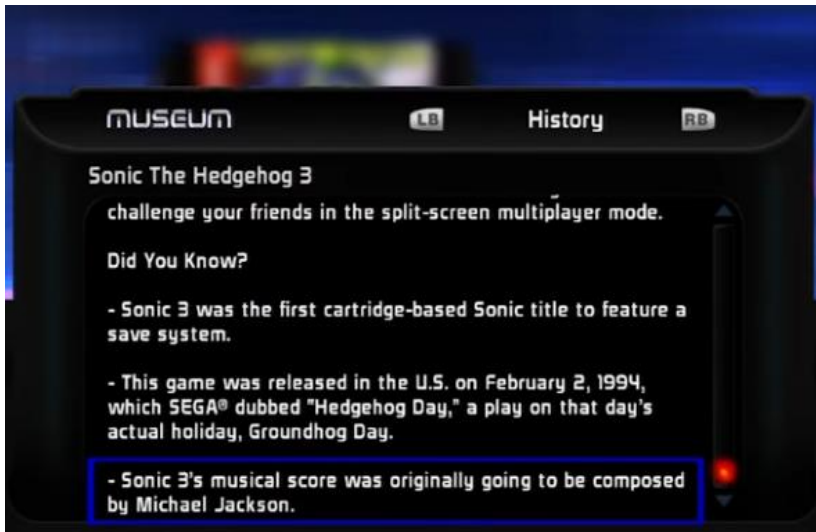 MUSEUM LB History RB
Sonic The Hedgehog 3
challenge your friends in the split-screen multiplayer mode.
Did You Know?
- Sonic 3 was the first cartridge-based Sonic title to feature a
save system.
- This game was released in the U.S. on February 2, 1994,
which SEGA® dubbed "Hedgehog Day," a play on that day's
actual holiday, Groundhog Day.
- Sonic 3's musical score was originally going to be composed
by Michael Jackson.